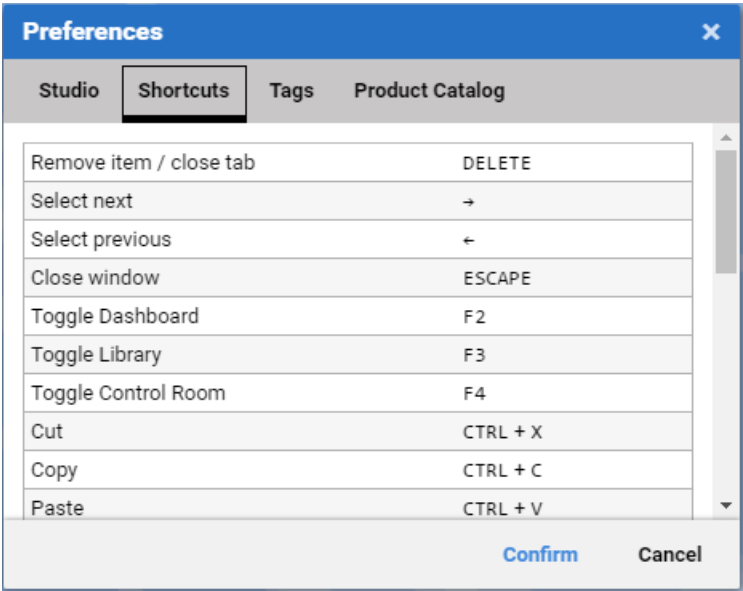 Preferences ×
Studio Shortcuts Tags Product Catalog
Remove item / close tab DELETE
Select next →
Select previous ←
Close window ESCAPE
Toggle Dashboard F2
Toggle Library F3
Toggle Control Room F4
Cut CTRL + X
Copy CTRL + C
Paste CTRL + V
Confirm Cancel